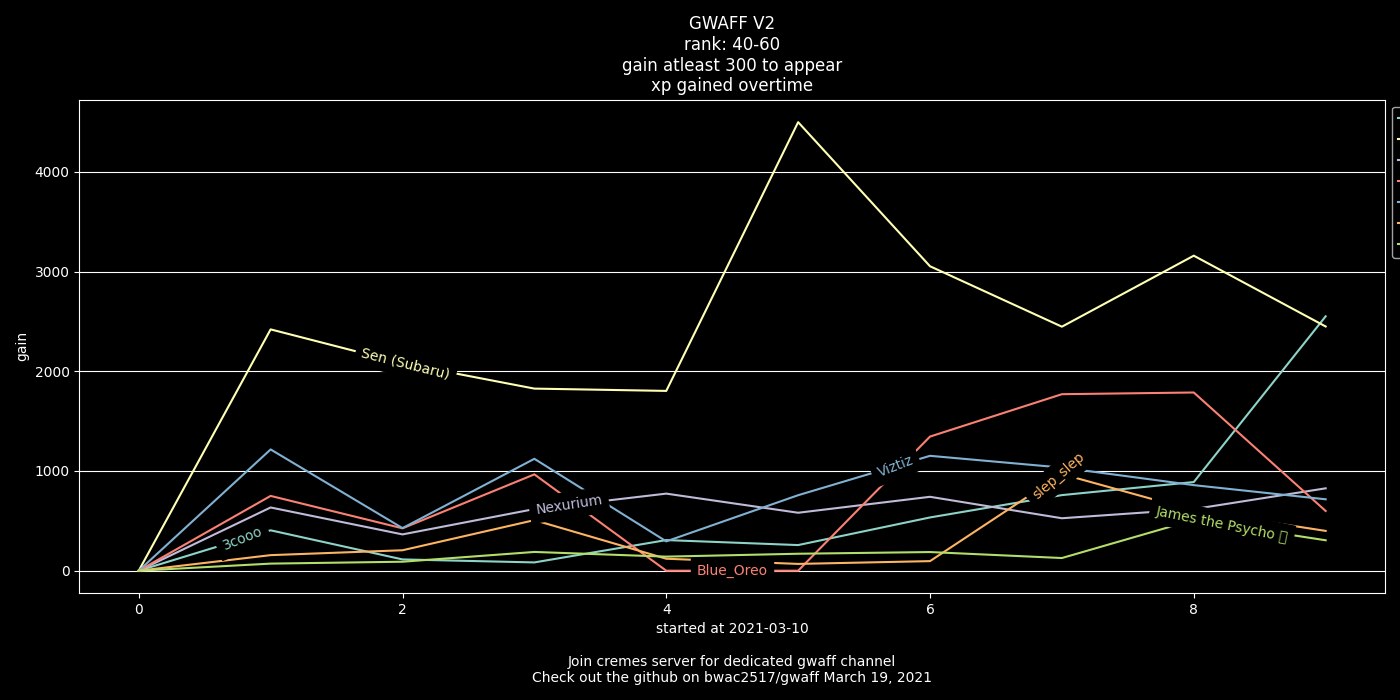 GWAFF V2
rank: 40-60
gain atleast 300 to appear
xp gained overtime
4000
3000
2000
1000
0
gain
Sen (Subaru)
3cooo
Nexurium
Blue_Oreo
Viztiz
slep_slep
James the Psycho
0
2
4
6
8
started at 2021-03-10
Join cremes server for dedicated gwaff channel
Check out the github on bwac2517/gwaff March 19, 2021